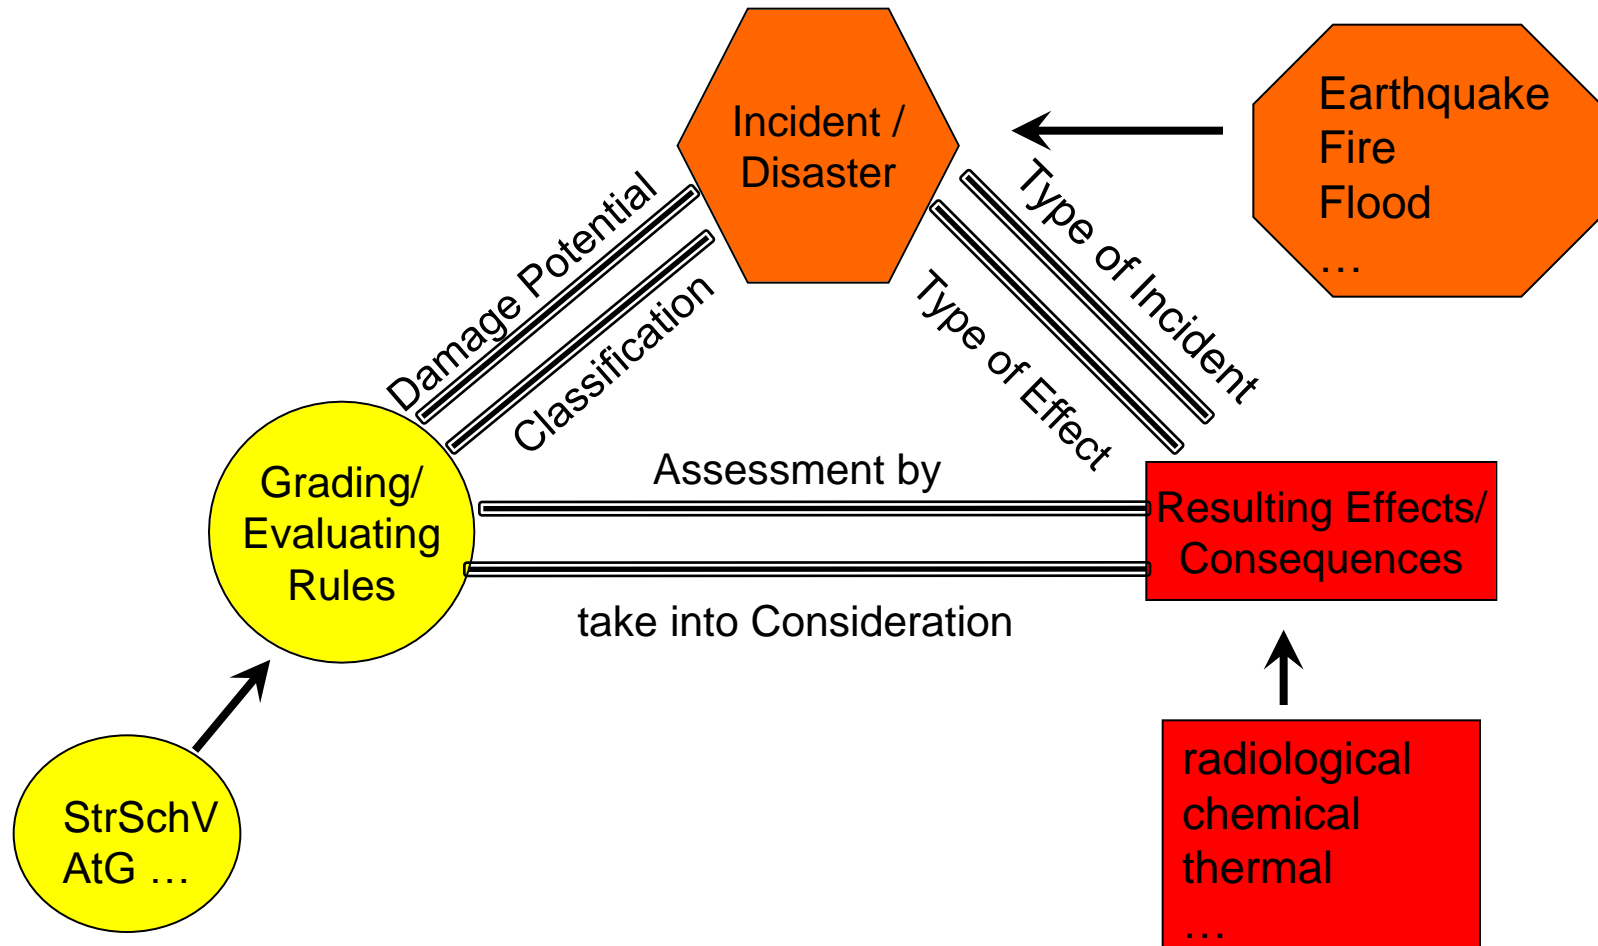 Incident /
Disaster
Earthquake
Fire
Flood
…
Damage Potential
Classification
Type of Incident
Type of Effect
Grading/
Evaluating
Rules
Assessment by
take into Consideration
Resulting Effects/
Consequences
StrSchV
AtG …
radiological
chemical
thermal
…